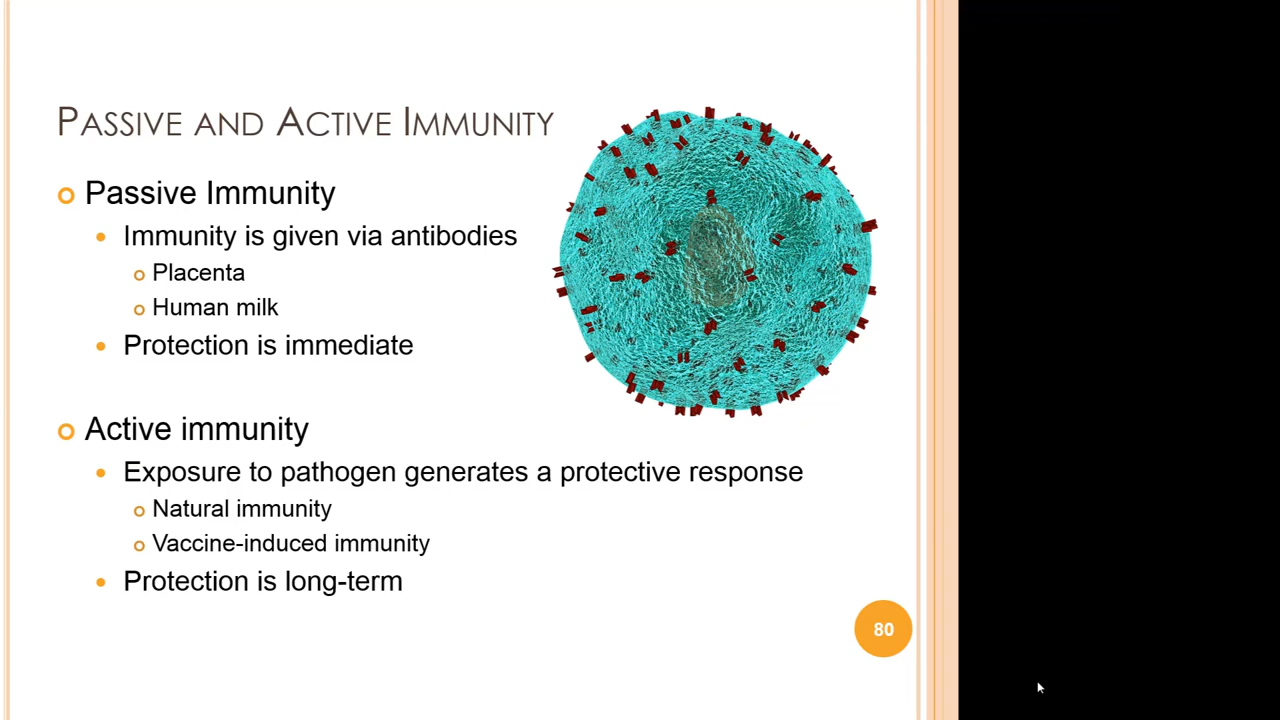 Passive and Active Immunity
Passive Immunity
Immunity is given via antibodies
Placenta
Human milk
Protection is immediate
Active immunity
Exposure to pathogen generates a protective response
Natural immunity
Vaccine-induced immunity
Protection is long-term
80